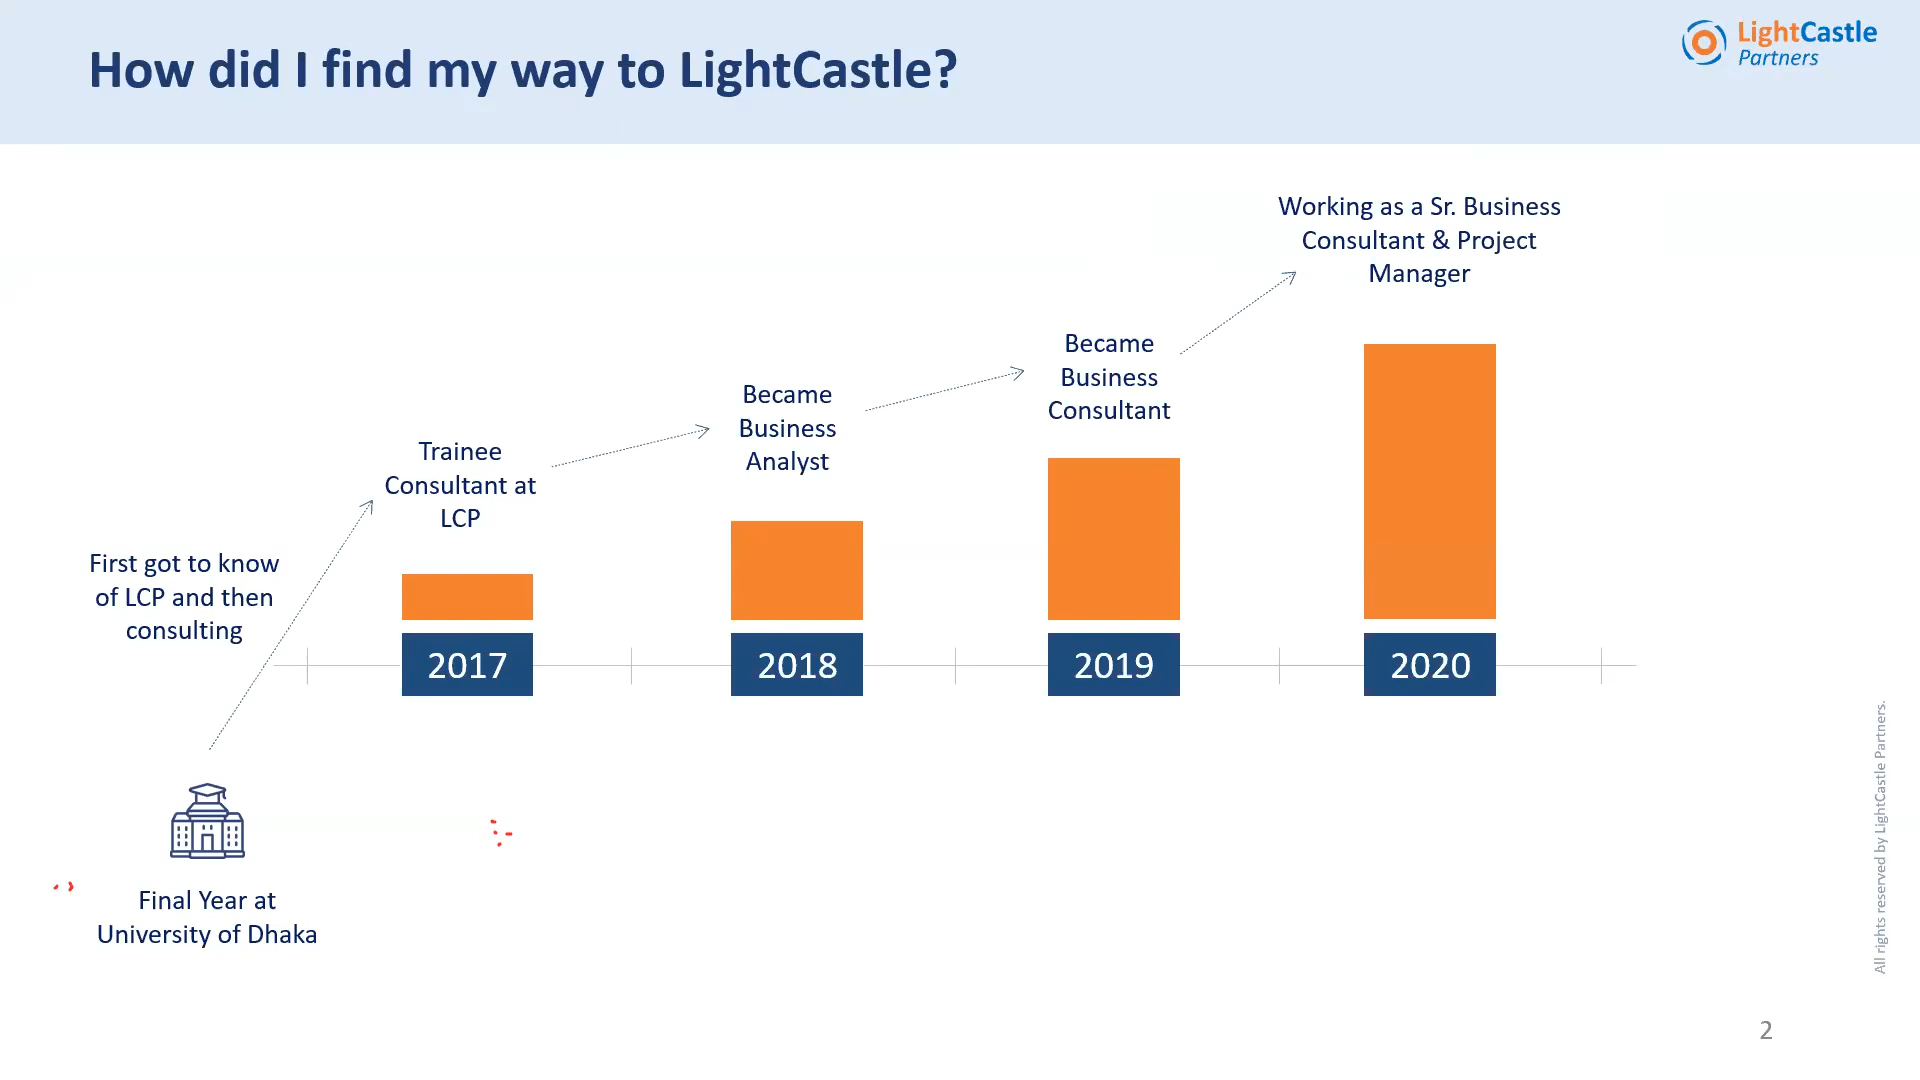 How did I find my way to LightCastle?
LightCastle
Partners
Working as a Sr. Business
Consultant & Project
Manager
Became
Business
Consultant
Became
Business
Analyst
Trainee
Consultant at
LCP
First got to know
of LCP and then
consulting
2017
2018
2019
2020
Final Year at
University of Dhaka
All rights reserved by LightCastle Partners.
2